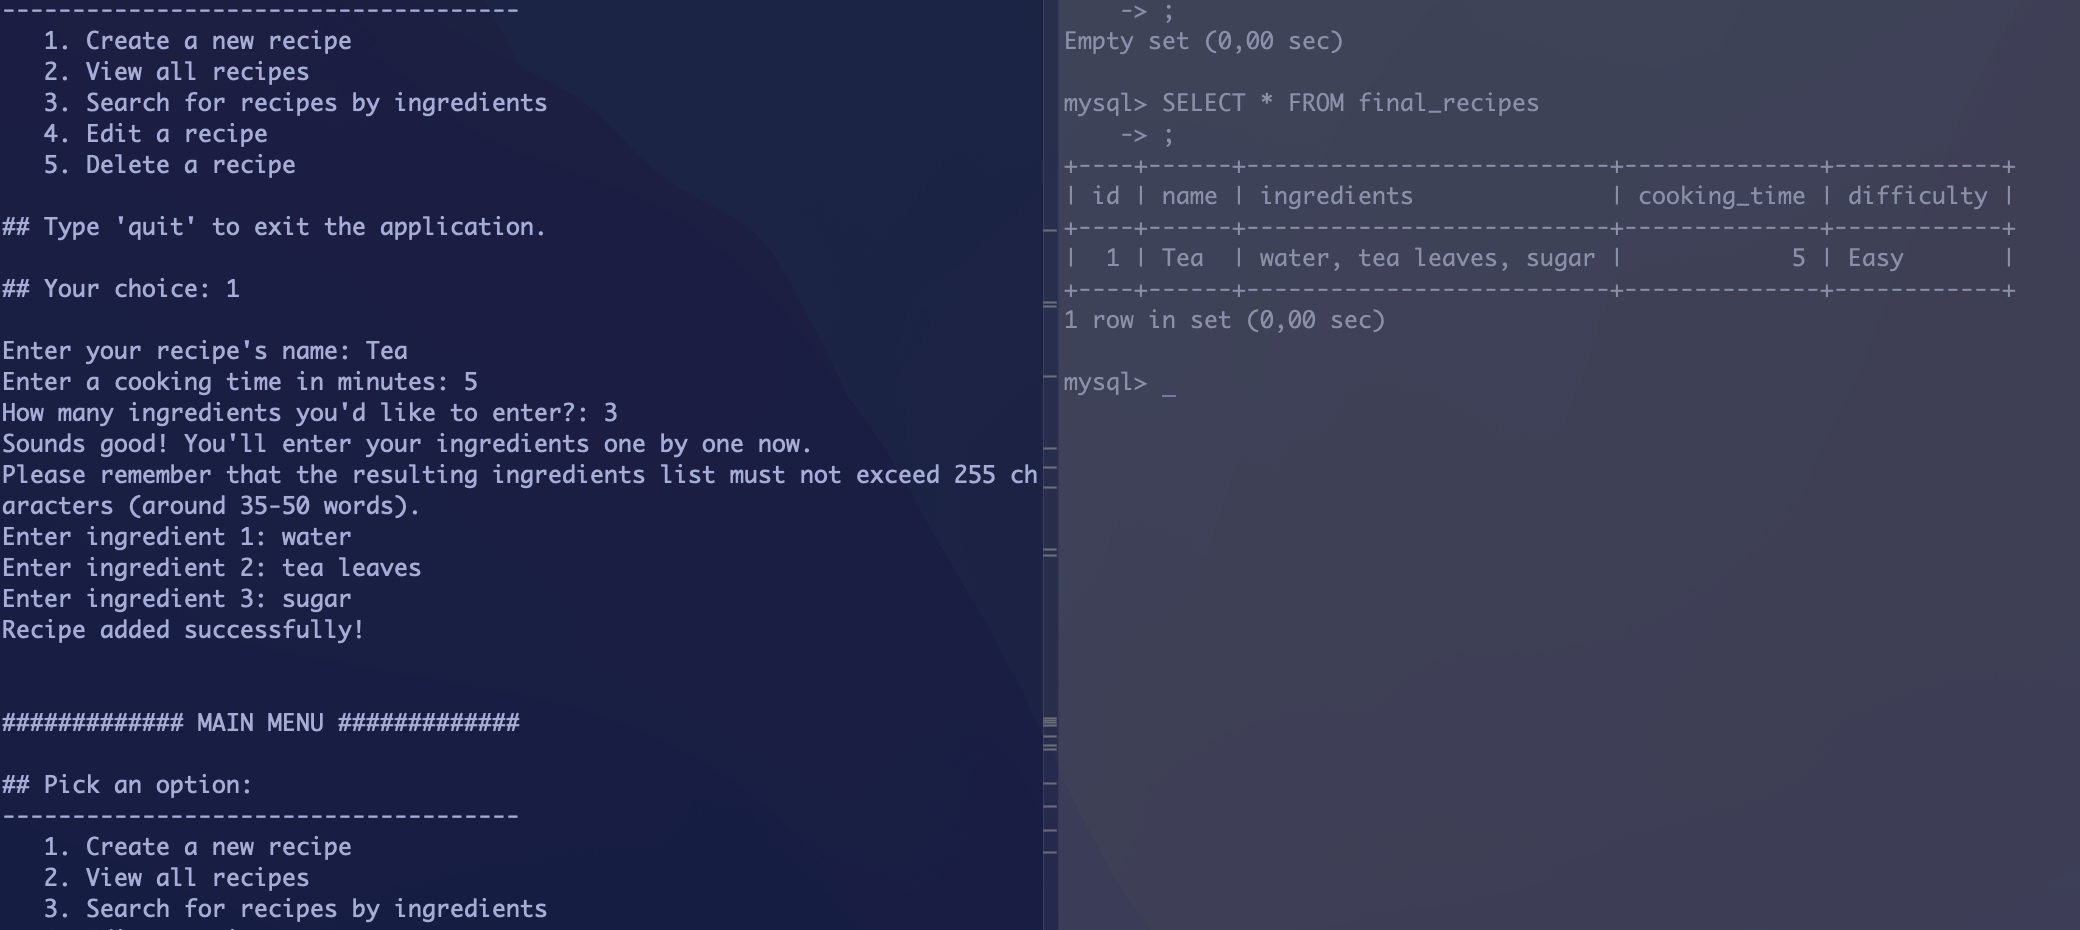 -------------------------------------
   1. Create a new recipe
   2. View all recipes
   3. Search for recipes by ingredients
   4. Edit a recipe
   5. Delete a recipe

## Type 'quit' to exit the application.

## Your choice: 1

Enter your recipe's name: Tea
Enter a cooking time in minutes: 5
How many ingredients you'd like to enter?: 3
Sounds good! You'll enter your ingredients one by one now.
Please remember that the resulting ingredients list must not exceed 255 ch
aracters (around 35-50 words).
Enter ingredient 1: water
Enter ingredient 2: tea leaves
Enter ingredient 3: sugar
Recipe added successfully!

############# MAIN MENU #############

## Pick an option:
-------------------------------------
   1. Create a new recipe
   2. View all recipes
   3. Search for recipes by ingredients

    -> ;
Empty set (0,00 sec)

mysql> SELECT * FROM final_recipes
    -> ;
+----+------+--------------------------+--------------+------------+
| id | name | ingredients              | cooking_time | difficulty |
+----+------+--------------------------+--------------+------------+
|  1 | Tea  | water, tea leaves, sugar |            5 | Easy       |
+----+------+--------------------------+--------------+------------+
1 row in set (0,00 sec)

mysql> _